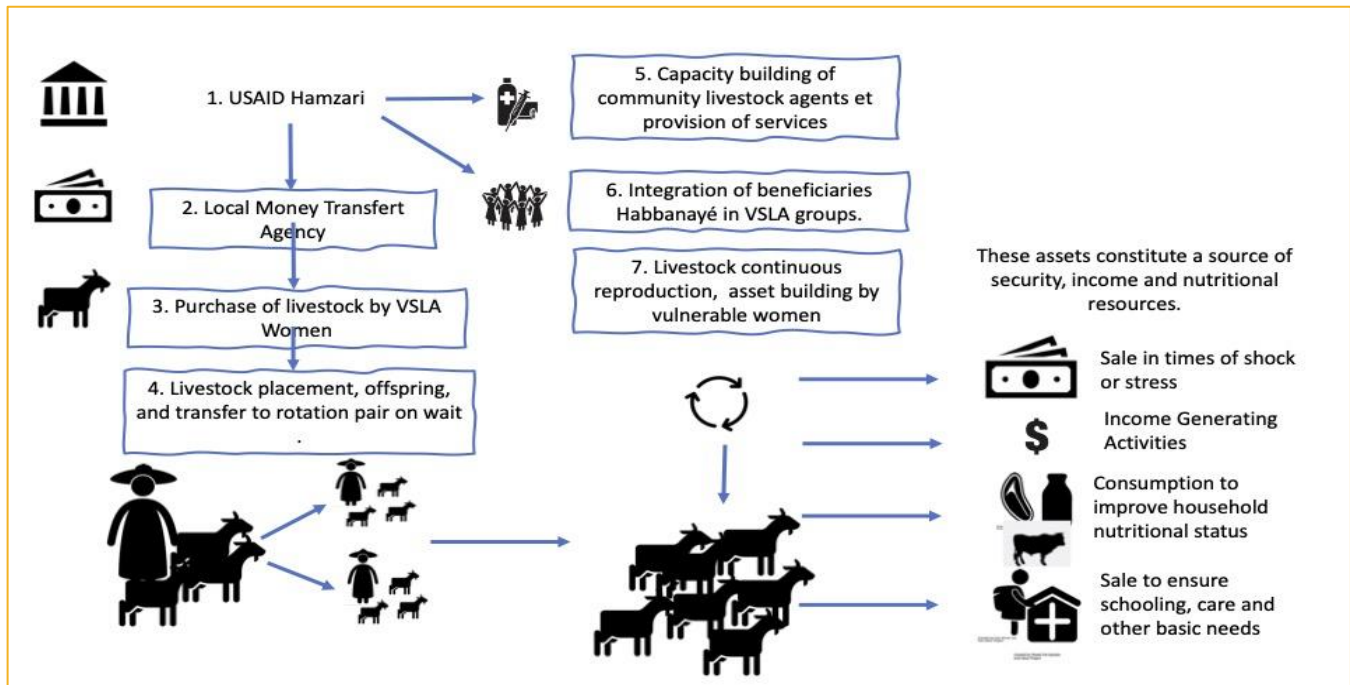 1. USAID Hamzari
2. Local Money Transfert
Agency
3. Purchase of livestock by VSLA
Women
4. Livestock placement, offspring,
and transfer to rotation pair on wait
.
5. Capacity building of
community livestock agents et
provision of services
6. Integration of beneficiaries
Habbanayé in VSLA groups.
7. Livestock continuous
reproduction, asset building by
vulnerable women
These assets constitute a source of
security, income and nutritional
resources.
Sale in times of shock
or stress
$
Income Generating
Activities
Consumption to
improve household
nutritional status
Sale to ensure
schooling, care and
other basic needs